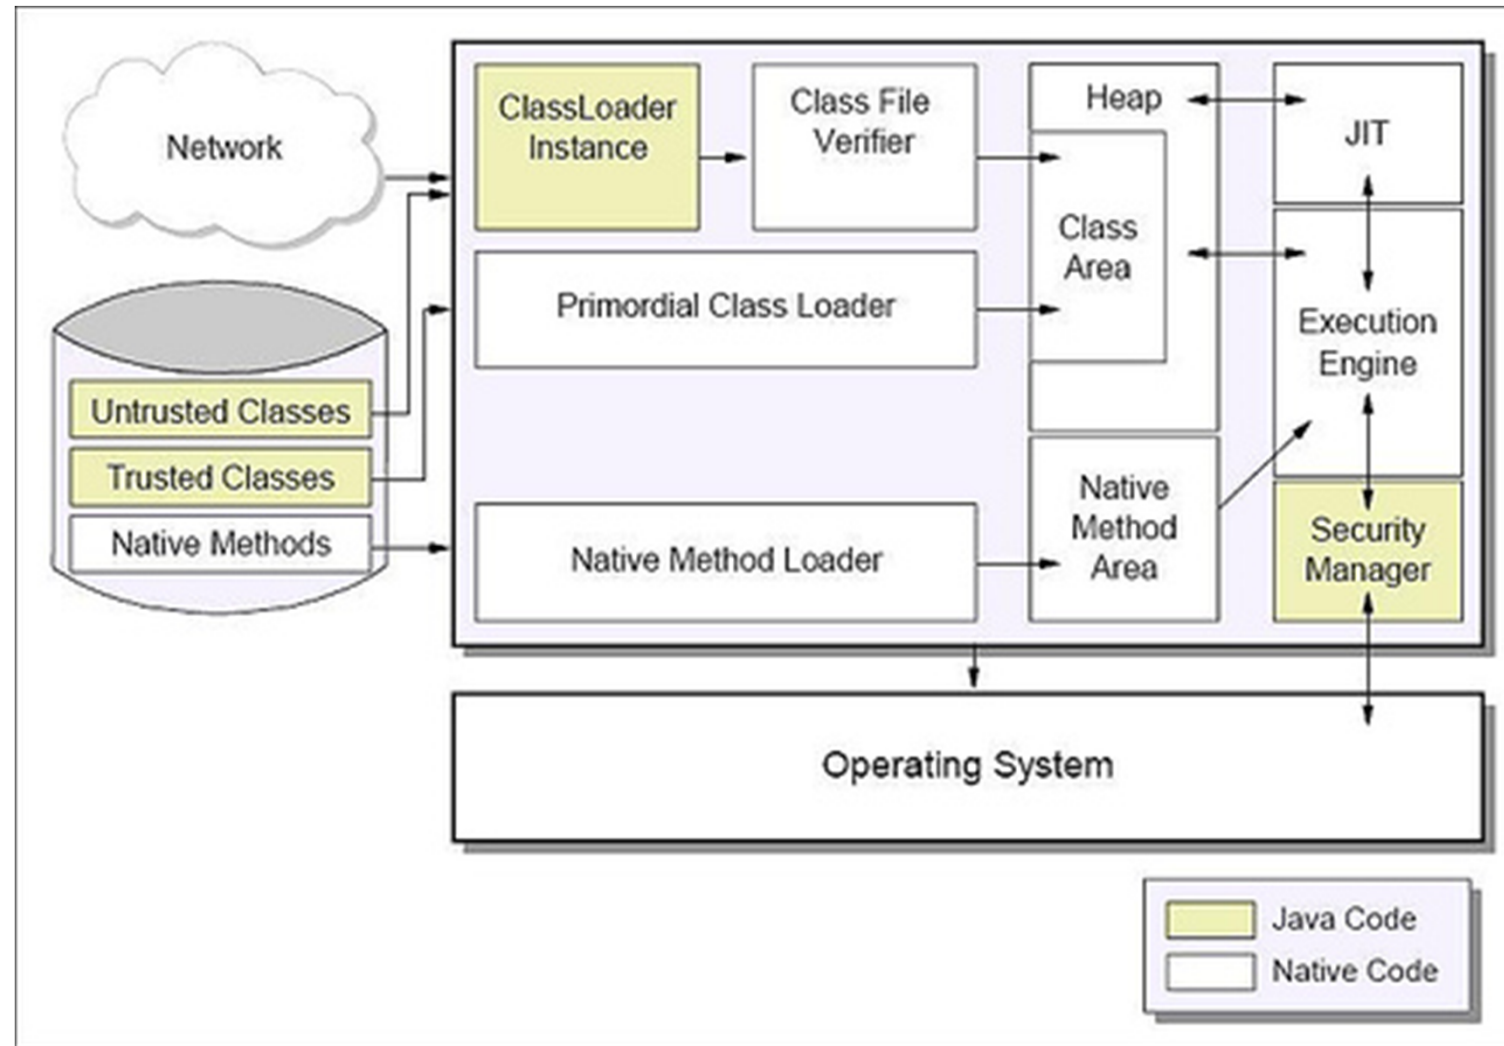 Network
Untrusted Classes
Trusted Classes
Native Methods
ClassLoader
Instance
Class File
Verifier
Primordial Class Loader
Native Method Loader
Heap
Class
Area
Native
Method
Area
JIT
Execution
Engine
Security
Manager
Operating System
Java Code
Native Code